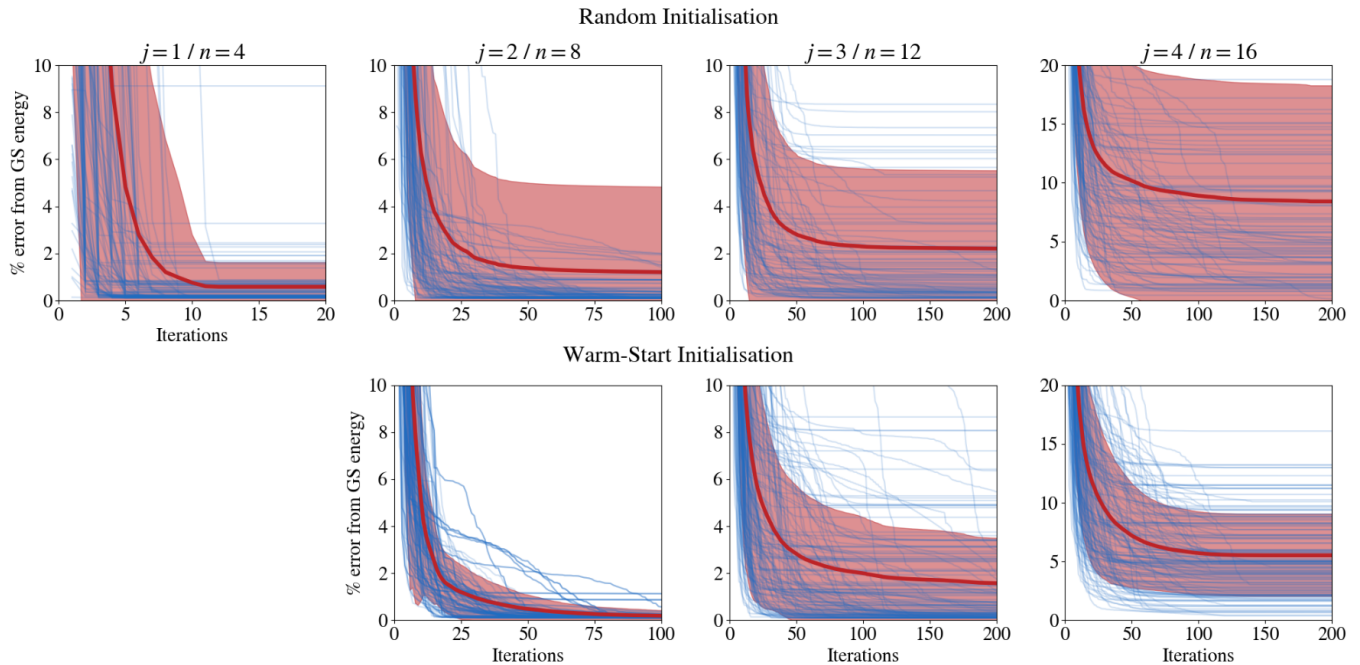 Random Initialisation
j = 1 / n = 4
j = 2 / n = 8
j = 3 / n = 12
j = 4 / n = 16
% error from GS energy
10
8
6
4
2
0
0 5 10 15 20
Iterations
10
8
6
4
2
0
0 25 50 75 100
10
8
6
4
2
0
0 50 100 150 200
20
15
10
5
0
0 50 100 150 200
Warm-Start Initialisation
% error from GS energy
10
8
6
4
2
0
0 25 50 75 100
Iterations
10
8
6
4
2
0
0 50 100 150 200
Iterations
20
15
10
5
0
0 50 100 150 200
Iterations